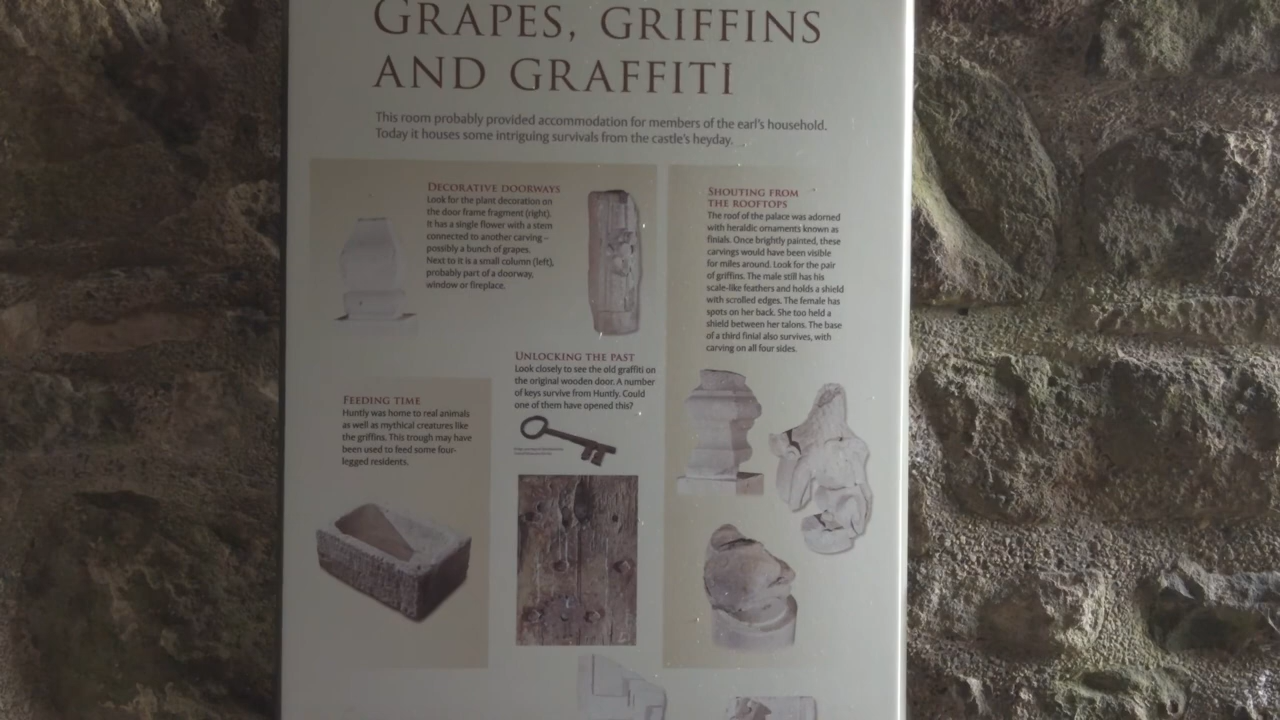 GRAPES, GRIFFINS
AND GRAFFITI
This room probably provided accommodation for members of the earl's household.
Today it houses some intriguing survivals from the castle's heyday.
DECORATIVE DOORWAYS
Look for the plant decoration on
the door frame fragment (right).
It has a single flower with a stem
connected to another carving –
possibly a bunch of grapes.
Next to it is a small column (left),
probably part of a doorway,
window or fireplace.
UNLOCKING THE PAST
Look closely to see the old graffiti on
the original wooden door. A number
of keys survive from Huntly. Could
one of them have opened this?
FEEDING TIME
Huntly was home to real animals
as well as mythical creatures like
the griffins. This trough may have
been used to feed some four-
legged residents.
SHOUTING FROM
THE ROOFTOPS
The roof of the palace was adorned
with heraldic ornaments known as
finials. Once brightly painted, these
carvings would have been visible
for miles around. Look for the pair
of griffins. The male still has his
scale-like feathers and holds a shield
with scrolled edges. The female has
spots on her back. She too held a
shield between her talons. The base
of a third finial also survives, with
carving on all four sides.